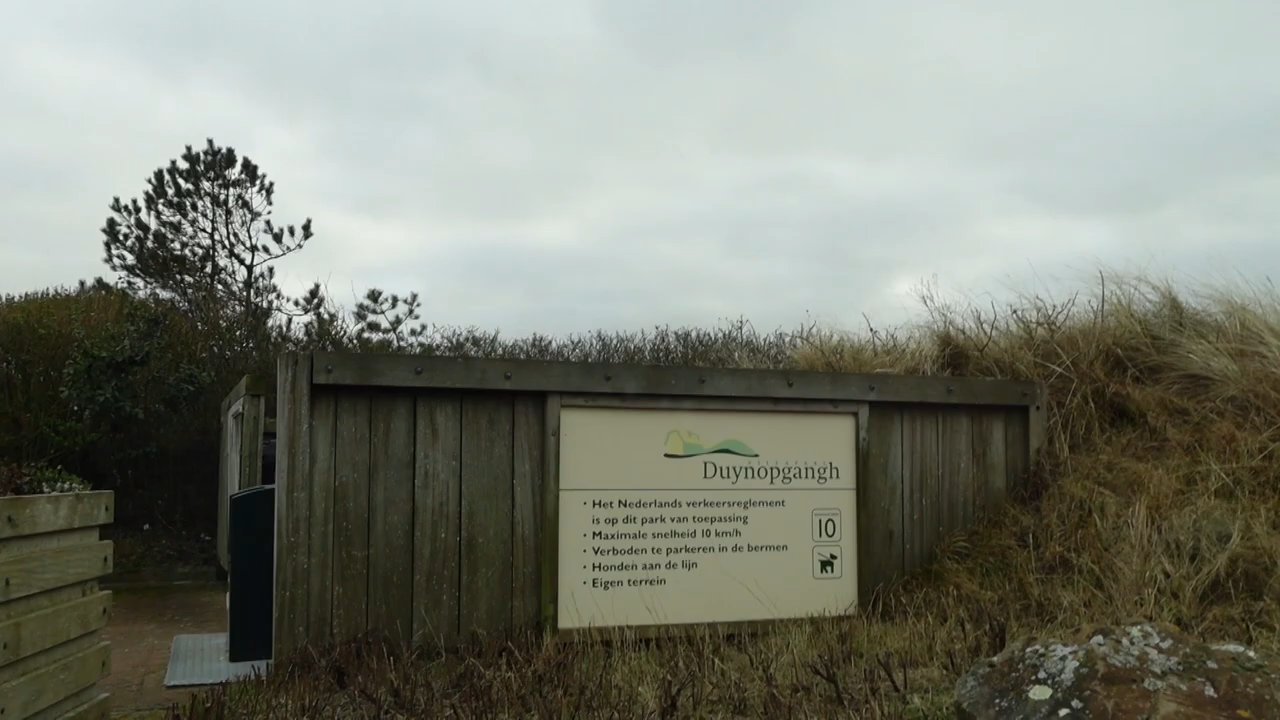 Duynopgangh
• Het Nederlands verkeersreglement
is op dit park van toepassing
• Maximale snelheid 10 km/h
• Verboden te parkeren in de bermen
• Honden aan de lijn
• Eigen terrein
10